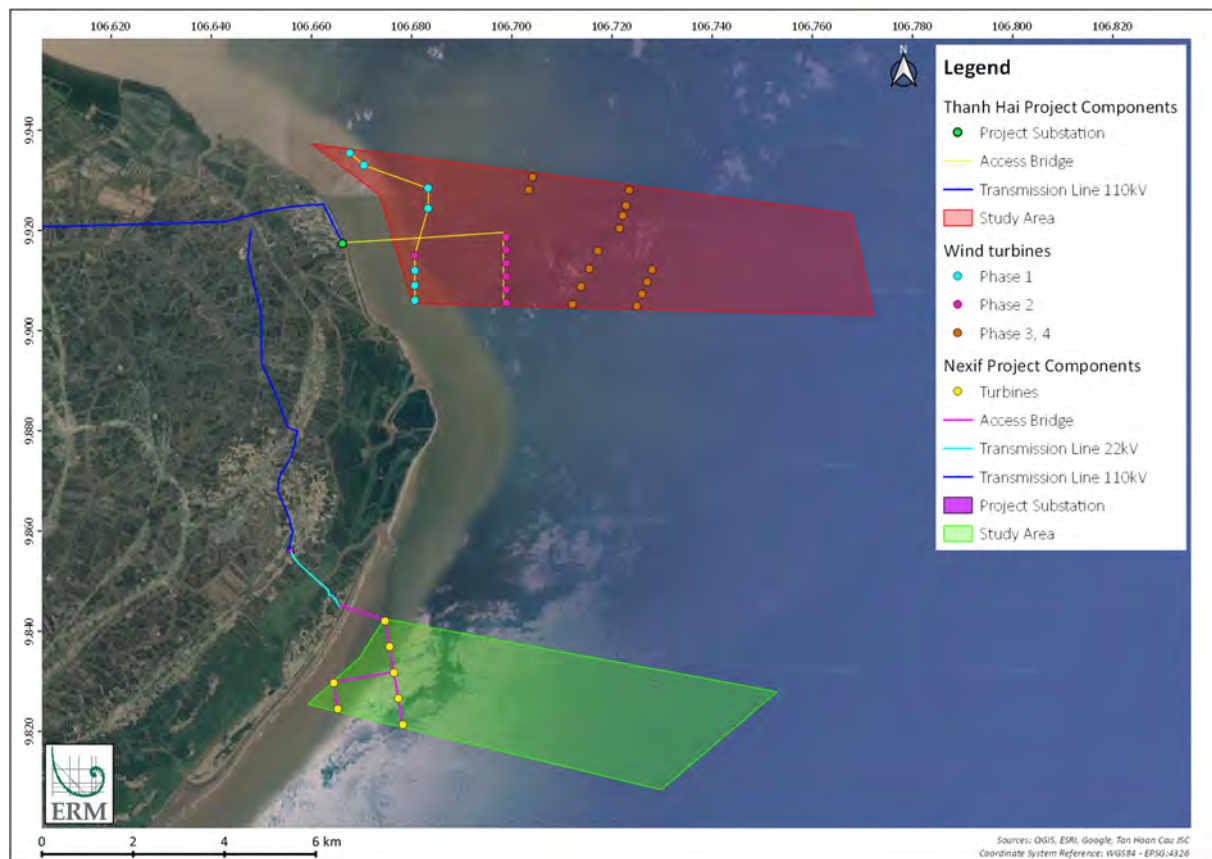 106.620 106.640 106.660 106.680 106.700 106.720 106.740 106.760 106.780 106.800 106.820
9.940
9.920
9.900
9.880
9.860
9.840
9.820
N
Legend
Thanh Hai Project Components
Project Substation
Access Bridge
Transmission Line 110kV
Study Area
Wind turbines
Phase 1
Phase 2
Phase 3, 4
Nexif Project Components
Turbines
Access Bridge
Transmission Line 22kV
Transmission Line 110kV
Project Substation
Study Area
ERM
0 2 4 6 km
Sources: QGIS, ESRI, Google, Tan Hoan Cau JSC
Coordinate System Reference: WGS84 - EPSG:4326